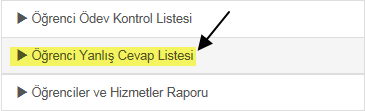 ▶ Öğrenci Ödev Kontrol Listesi
▶ Öğrenci Yanlış Cevap Listesi
▶ Öğrenciler ve Hizmetler Raporu